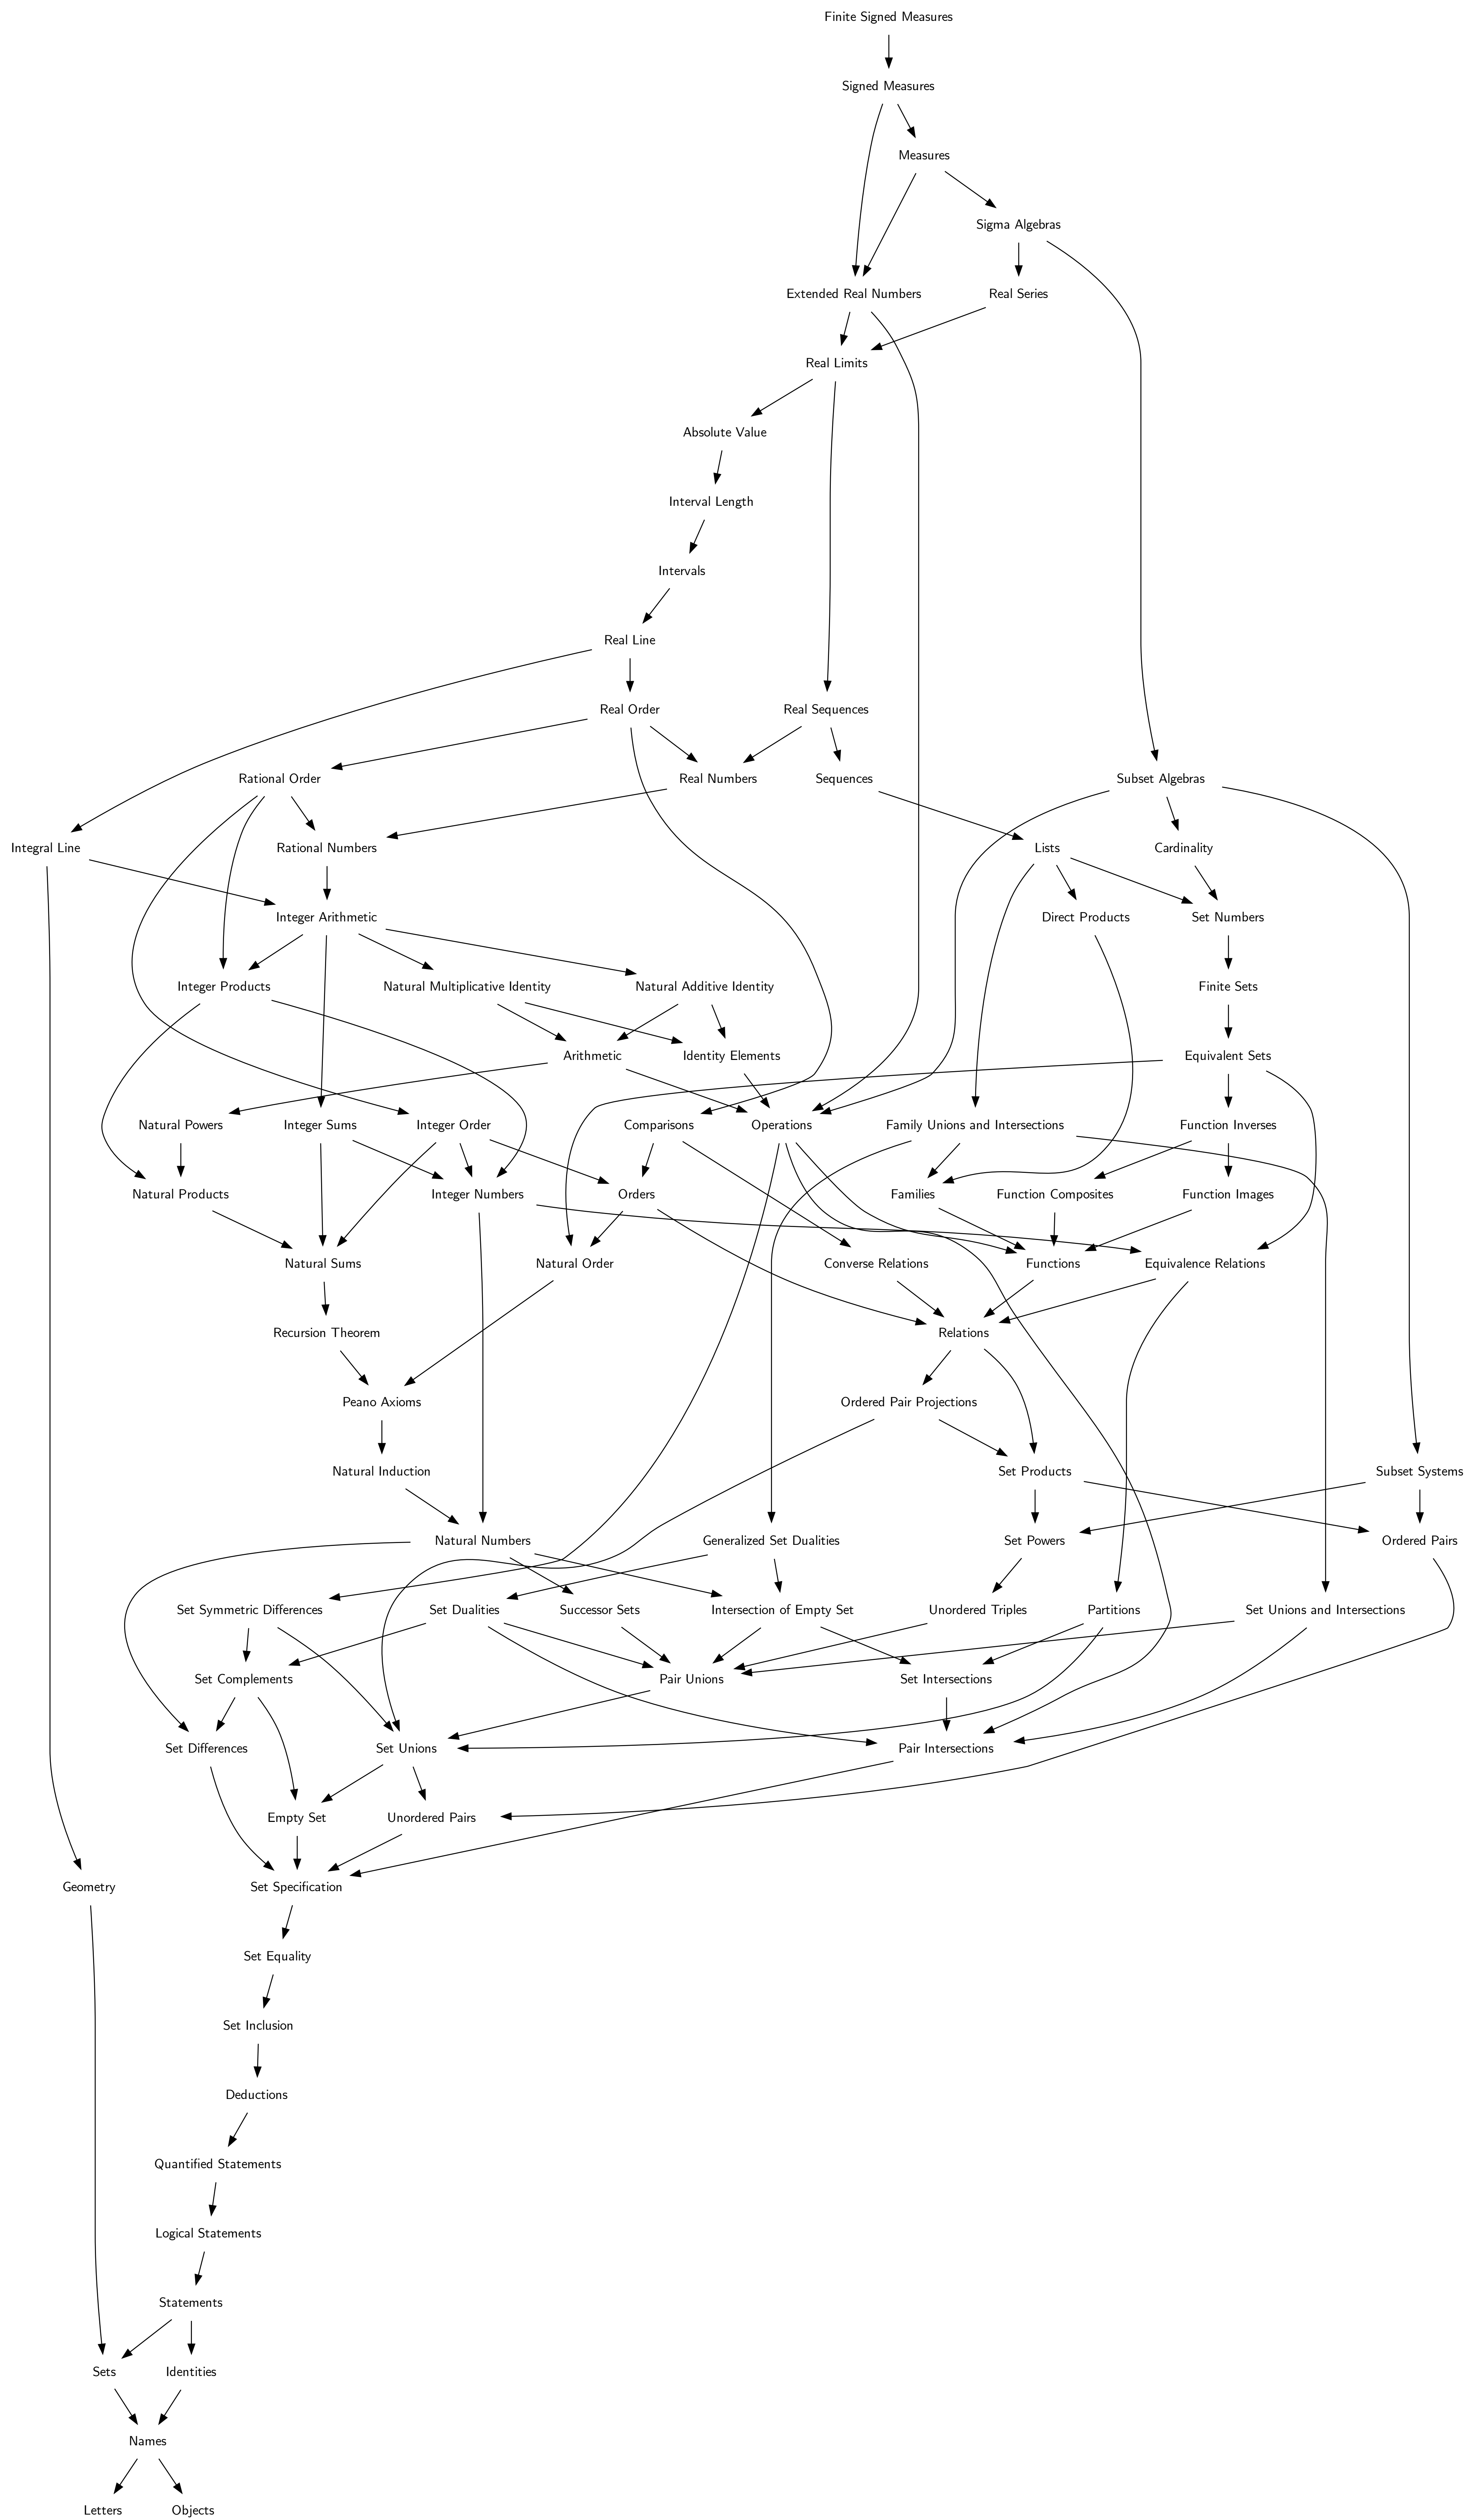 Finite Signed Measures
Signed Measures
Measures
Sigma Algebras
Extended Real Numbers
Real Series
Real Limits
Absolute Value
Interval Length
Intervals
Real Line
Real Order
Real Sequences
Rational Order
Real Numbers
Sequences
Subset Algebras
Integral Line
Rational Numbers
Lists
Cardinality
Integer Arithmetic
Direct Products
Set Numbers
Integer Products
Natural Multiplicative Identity
Natural Additive Identity
Finite Sets
Arithmetic
Identity Elements
Equivalent Sets
Natural Powers
Integer Sums
Integer Order
Comparisons
Operations
Family Unions and Intersections
Function Inverses
Natural Products
Integer Numbers
Orders
Families
Function Composites
Function Images
Natural Sums
Natural Order
Converse Relations
Functions
Equivalence Relations
Recursion Theorem
Relations
Peano Axioms
Ordered Pair Projections
Natural Induction
Set Products
Subset Systems
Natural Numbers
Generalized Set Dualities
Set Powers
Ordered Pairs
Set Symmetric Differences
Set Dualities
Successor Sets
Intersection of Empty Set
Unordered Triples
Partitions
Set Unions and Intersections
Set Complements
Pair Unions
Set Intersections
Set Differences
Set Unions
Pair Intersections
Empty Set
Unordered Pairs
Geometry
Set Specification
Set Equality
Set Inclusion
Deductions
Quantified Statements
Logical Statements
Statements
Sets
Identities
Names
Letters
Objects